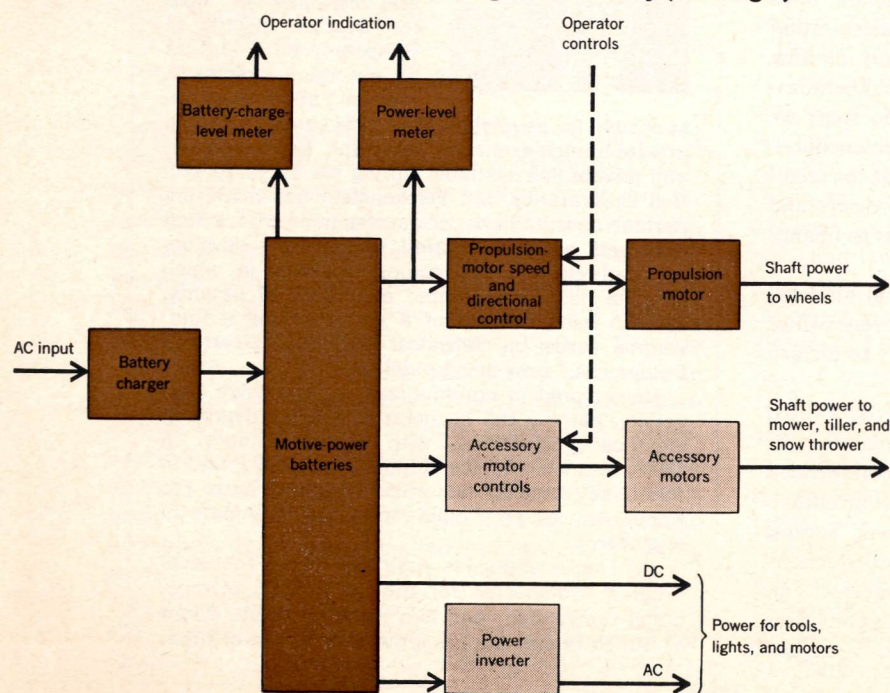 Operator indication
Operator
controls
Battery-charge-
level meter
Power-level
meter
Propulsion-
motor speed
and
directional
control
Propulsion
motor
Shaft power
to wheels
AC input
Battery
charger
Motive-power
batteries
Accessory
motor
controls
Accessory
motors
Shaft power to
mower, tiller, and
snow thrower
DC
Power
inverter
AC
Power for tools,
lights, and motors